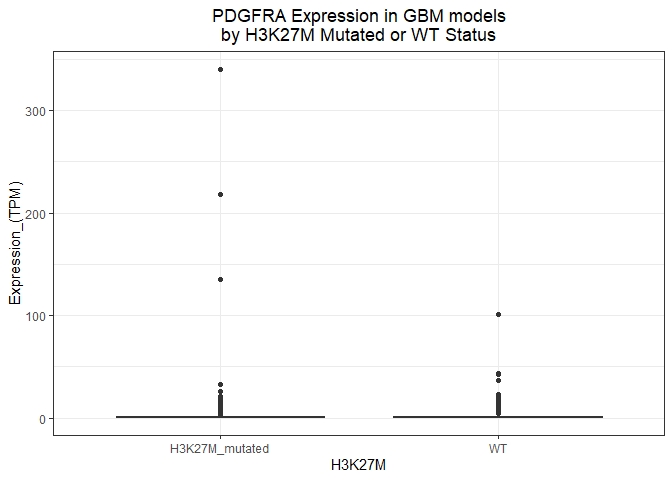 PDGFRA Expression in GBM models
by H3K27M Mutated or WT Status
Expression_(TPM)
300
200
100
0
H3K27M_mutated
WT
H3K27M